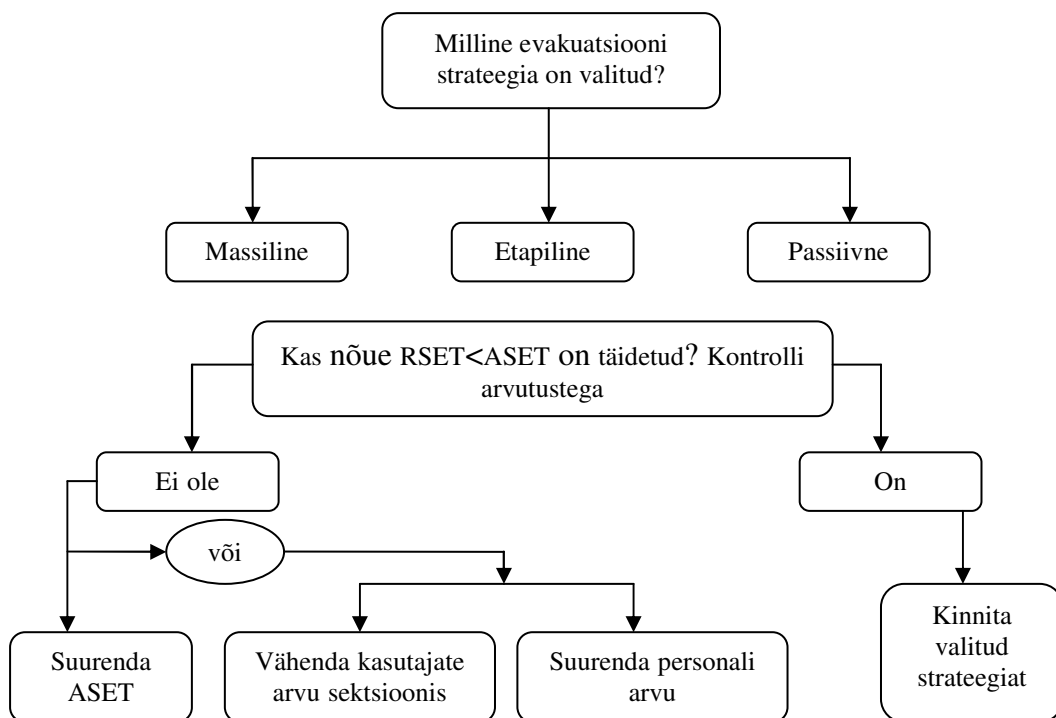 Milline evakuatsiooni
strateegia on valitud?
Massiline
Etapiline
Passiivne
Kas nõue RSET<ASET on täidetud? Kontrolli
arvutustega
Ei ole
On
või
Suurenda
ASET
Vähenda kasutajate
arvu sektsioonis
Suurenda personali
arvu
Kinnita
valitud
strateegiat